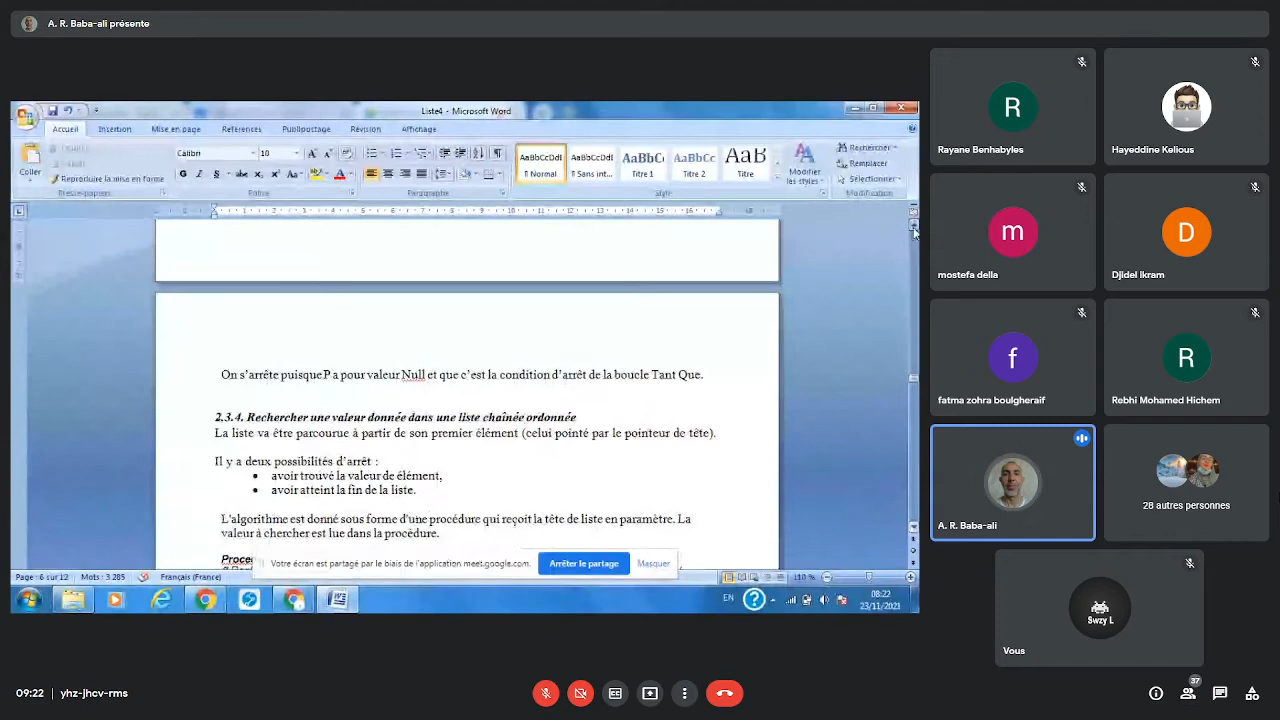 A. R. Baba-ali présente
Liste4 - Microsoft Word
Accueil Insertion Mise en page Références Publipostage Révision Affichage
Calibri 10
Coller
Reproduire la mise en forme
Presse-papiers Police Paragraphe Style Modification
AaBbCcDdI AaBbCcDdI AaBbC AaBbCc AaB
¶ Normal ¶ Sans int... Titre 1 Titre 2 Titre
Modifier les styles
Rechercher
Remplacer
Sélectionner
On s'arrête puisque P a pour valeur Null et que c'est la condition d'arrêt de la boucle Tant Que.
2.3.4. Rechercher une valeur donnée dans une liste chaînée ordonnée
La liste va être parcourue à partir de son premier élément (celui pointé par le pointeur de tête).
Il y a deux possibilités d'arrêt :
• avoir trouvé la valeur de élément,
• avoir atteint la fin de la liste.
L'algorithme est donné sous forme d'une procédure qui reçoit la tête de liste en paramètre. La
valeur à chercher est lue dans la procédure.
Votre écran est partagé par le biais de l'application meet.google.com.
Arrêter le partage
Masquer
Page : 6 sur 12 Mots : 3 285 Français (France) 110 %
EN
08:22
23/11/2021
R
Rayane Benhabyles
Hayeddine Kelious
m
mostefa della
D
Djidel Ikram
f
fatma zohra boulgheraif
R
Rebhi Mohamed Hichem
A. R. Baba-ali
28 autres personnes
Swzy L
Vous
09:22 yhz-jhcv-rms
37